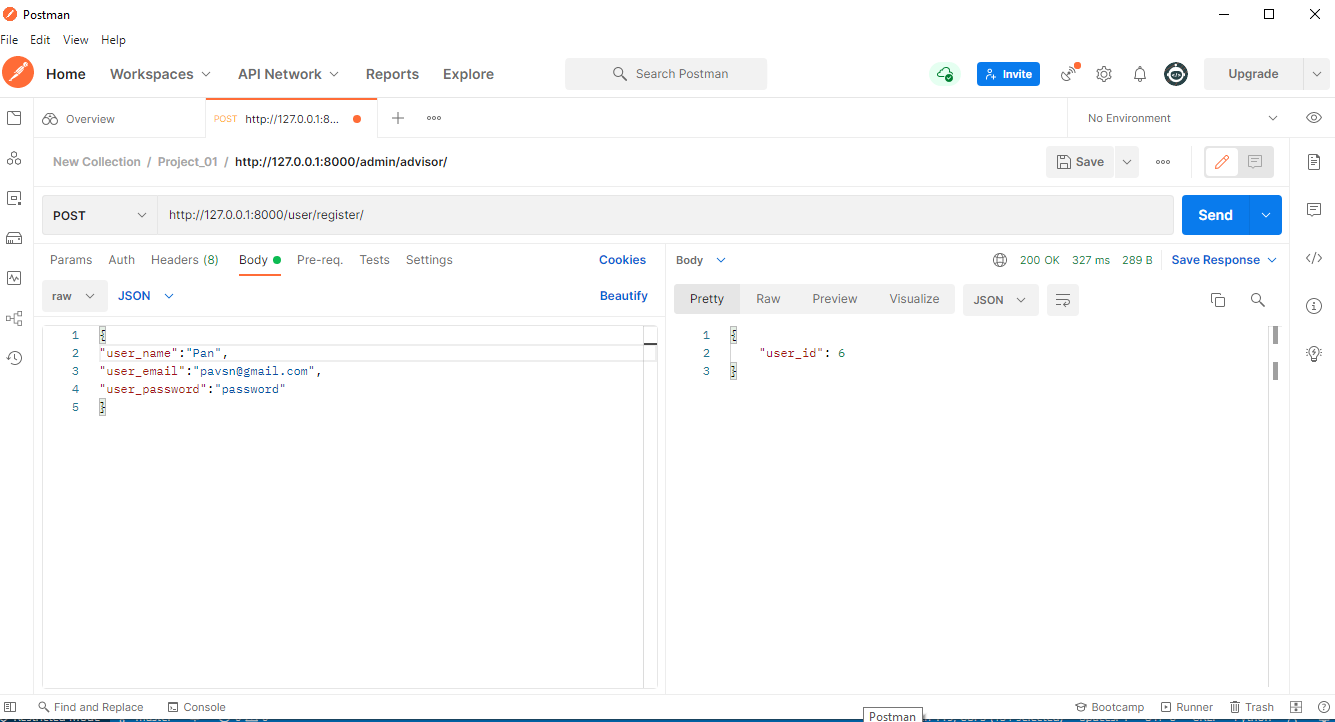 Postman
File Edit View Help
Home Workspaces API Network Reports Explore Search Postman Invite Upgrade
Overview POST http://127.0.0.1:8... No Environment
New Collection / Project_01 / http://127.0.0.1:8000/admin/advisor/ Save
POST http://127.0.0.1:8000/user/register/ Send
Params Auth Headers (8) Body Pre-req. Tests Settings Cookies
raw JSON Beautify
1 {
2 "user_name":"Pan",
3 "user_email":"pavsn@gmail.com",
4 "user_password":"password"
5 }
Body 200 OK 327 ms 289 B Save Response
Pretty Raw Preview Visualize JSON
1 {
2 "user_id": 6
3 }
Find and Replace Console Bootcamp Runner Trash
Postman